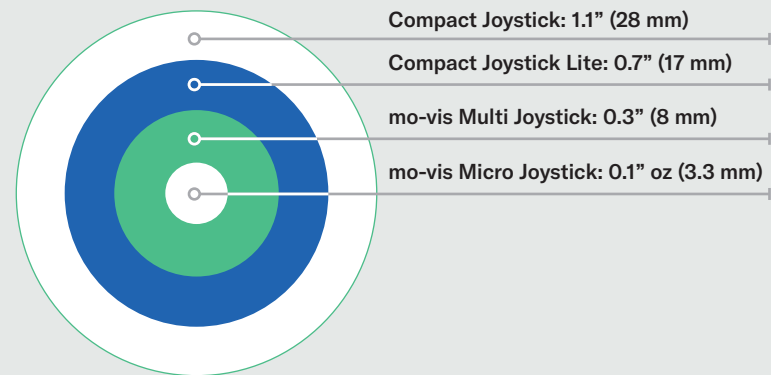 Compact Joystick: 1.1” (28 mm)
Compact Joystick Lite: 0.7” (17 mm)
mo-vis Multi Joystick: 0.3” (8 mm)
mo-vis Micro Joystick: 0.1” oz (3.3 mm)